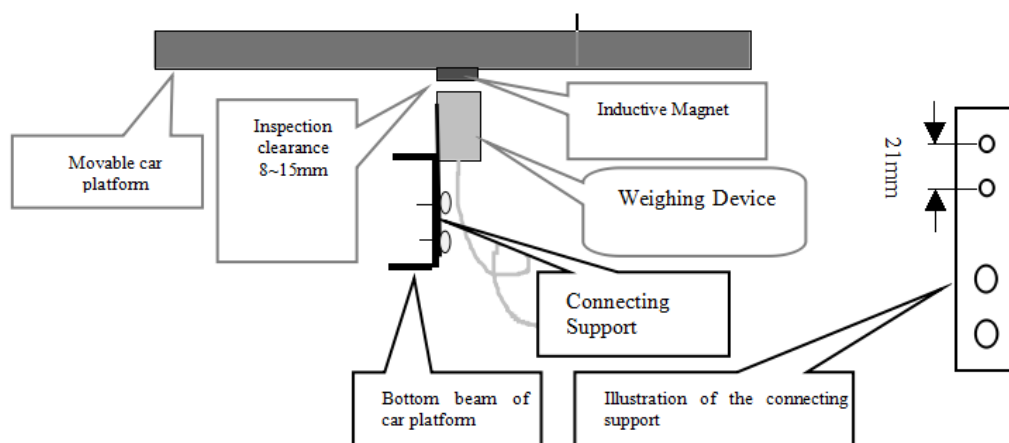 Movable car
platform
Inspection
clearance
8~15mm
Inductive Magnet
Weighing Device
Connecting
Support
Bottom beam of
car platform
Illustration of the connecting
support
21mm